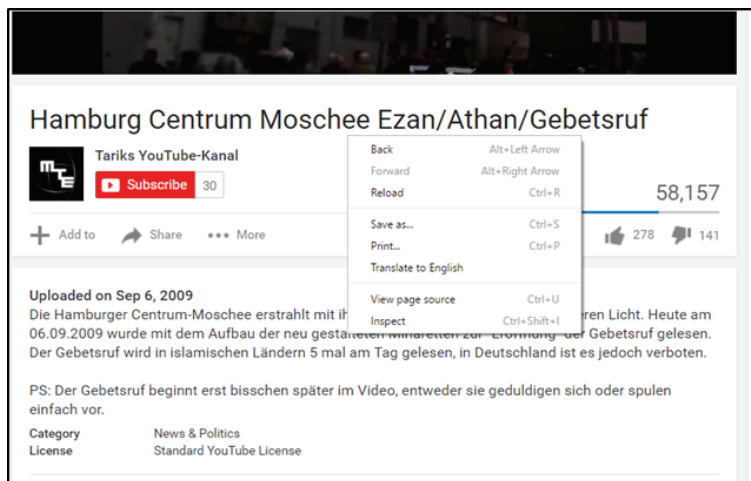 Hamburg Centrum Moschee Ezan/Athan/Gebetsruf
MTE
Tariks YouTube-Kanal
Subscribe 30
58,157
Add to Share More
278 141
Back Alt+Left Arrow
Forward Alt+Right Arrow
Reload Ctrl+R
Save as... Ctrl+S
Print... Ctrl+P
Translate to English
View page source Ctrl+U
Inspect Ctrl+Shift+I
Uploaded on Sep 6, 2009
Die Hamburger Centrum-Moschee erstrahlt mit eren Licht. Heute am
06.09.2009 wurde mit dem Aufbau der neu gestalteten Minaretten zur "Eröffnung" der Gebetsruf gelesen.
Der Gebetsruf wird in islamischen Ländern 5 mal am Tag gelesen, in Deutschland ist es jedoch verboten.
PS: Der Gebetsruf beginnt erst bisschen später im Video, entweder sie geduldigen sich oder spulen
einfach vor.
Category News & Politics
License Standard YouTube License